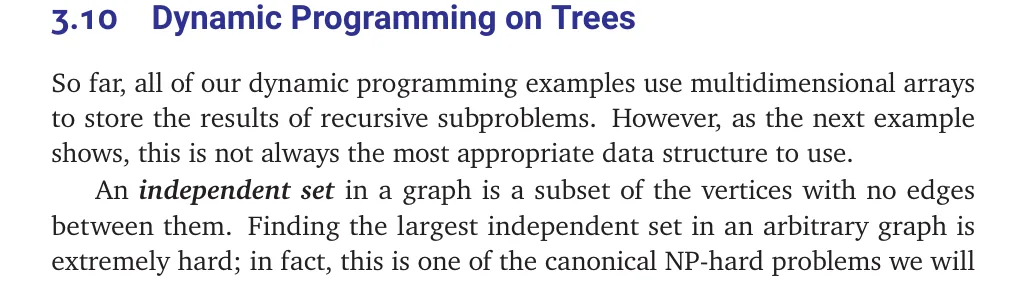 3.10 Dynamic Programming on Trees
So far, all of our dynamic programming examples use multidimensional arrays
to store the results of recursive subproblems. However, as the next example
shows, this is not always the most appropriate data structure to use.
An independent set in a graph is a subset of the vertices with no edges
between them. Finding the largest independent set in an arbitrary graph is
extremely hard; in fact, this is one of the canonical NP-hard problems we will